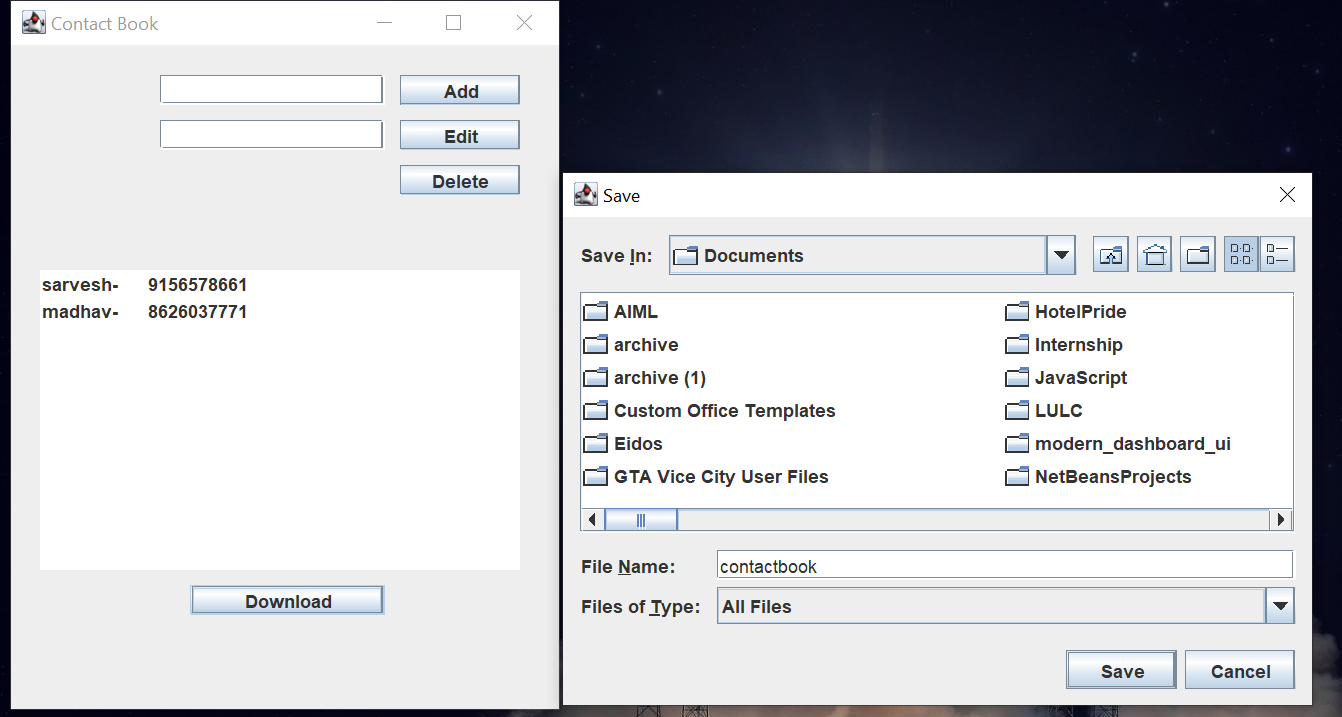 Contact Book
Add
Edit
Delete
sarvesh- 9156578661
madhav- 8626037771
Download
Save
Save In: Documents
AIML HotelPride
archive Internship
archive (1) JavaScript
Custom Office Templates LULC
Eidos modern_dashboard_ui
GTA Vice City User Files NetBeansProjects
File Name: contactbook
Files of Type: All Files
Save Cancel